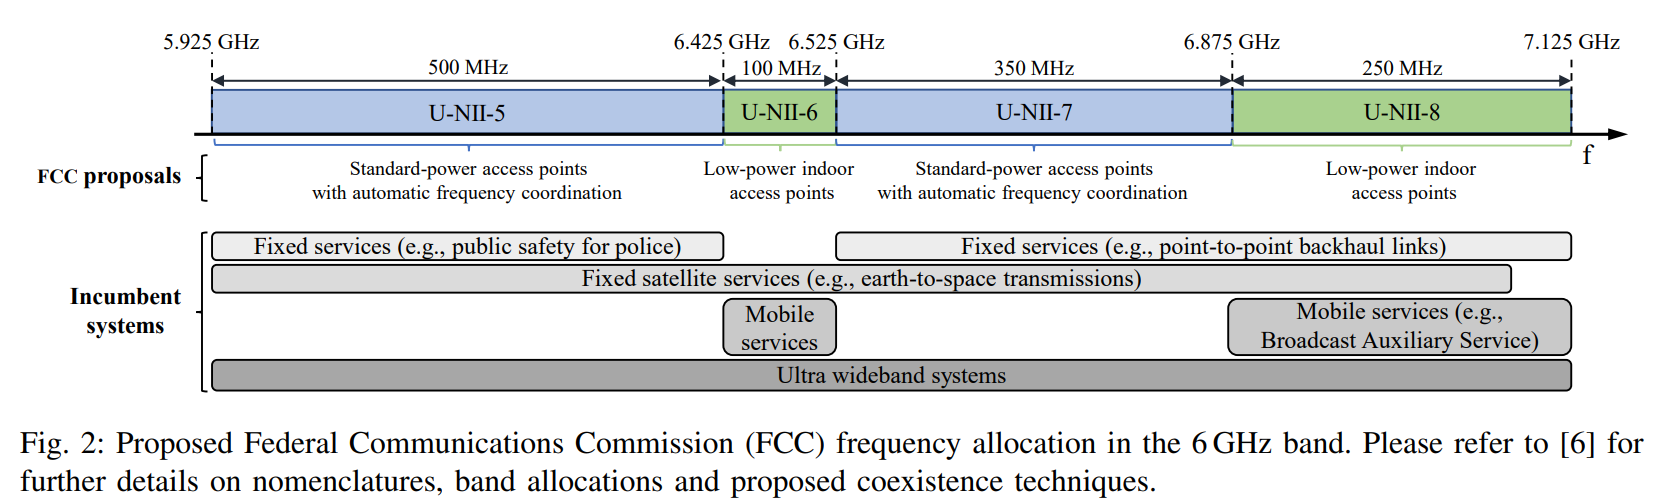 5.925 GHz 6.425 GHz 6.525 GHz 6.875 GHz 7.125 GHz
500 MHz 100 MHz 350 MHz 250 MHz
U-NII-5 U-NII-6 U-NII-7 U-NII-8
f
FCC proposals
Standard-power access points
with automatic frequency coordination
Low-power indoor
access points
Standard-power access points
with automatic frequency coordination
Low-power indoor
access points
Incumbent
systems
Fixed services (e.g., public safety for police)
Fixed services (e.g., point-to-point backhaul links)
Fixed satellite services (e.g., earth-to-space transmissions)
Mobile
services
Mobile services (e.g.,
Broadcast Auxiliary Service)
Ultra wideband systems
Fig. 2: Proposed Federal Communications Commission (FCC) frequency allocation in the 6 GHz band. Please refer to [6] for
further details on nomenclatures, band allocations and proposed coexistence techniques.